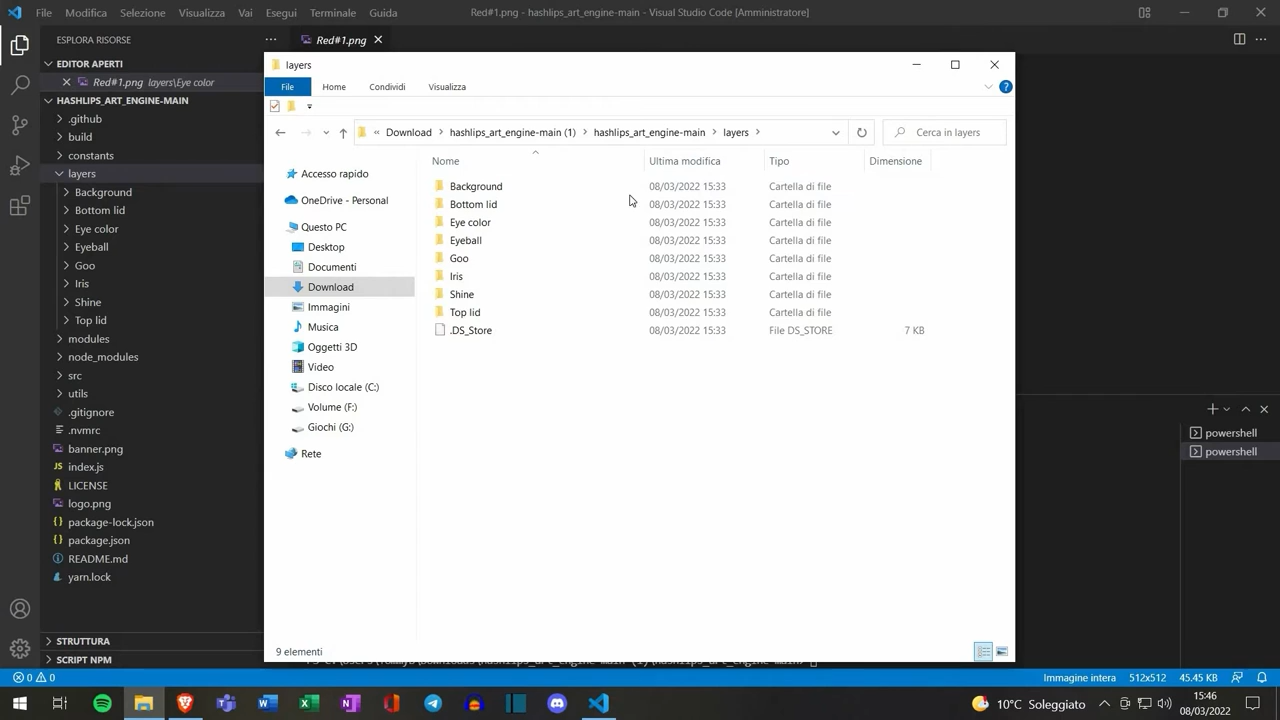 File Modifica Selezione Visualizza Vai Esegui Terminale Guida
Red#1.png - hashlips_art_engine-main - Visual Studio Code [Amministratore]
ESPLORA RISORSE
Red#1.png
EDITOR APERTI
Red#1.png layers\Eye color
HASHLIPS_ART_ENGINE-MAIN
.github
build
constants
layers
Background
Bottom lid
Eye color
Eyeball
Goo
Iris
Shine
Top lid
modules
node_modules
src
utils
.gitignore
.nvmrc
banner.png
index.js
LICENSE
logo.png
package-lock.json
package.json
README.md
yarn.lock
STRUTTURA
SCRIPT NPM
layers
File Home Condividi Visualizza
« Download > hashlips_art_engine-main (1) > hashlips_art_engine-main > layers >
Cerca in layers
Accesso rapido
OneDrive - Personal
Questo PC
Desktop
Documenti
Download
Immagini
Musica
Oggetti 3D
Video
Disco locale (C:)
Volume (F:)
Giochi (G:)
Rete
Nome Ultima modifica Tipo Dimensione
Background 08/03/2022 15:33 Cartella di file
Bottom lid 08/03/2022 15:33 Cartella di file
Eye color 08/03/2022 15:33 Cartella di file
Eyeball 08/03/2022 15:33 Cartella di file
Goo 08/03/2022 15:33 Cartella di file
Iris 08/03/2022 15:33 Cartella di file
Shine 08/03/2022 15:33 Cartella di file
Top lid 08/03/2022 15:33 Cartella di file
.DS_Store 08/03/2022 15:33 File DS_STORE 7 KB
9 elementi
powershell
powershell
0 0
Immagine intera 512x512 45.45 KB
10°C Soleggiato
15:46
08/03/2022